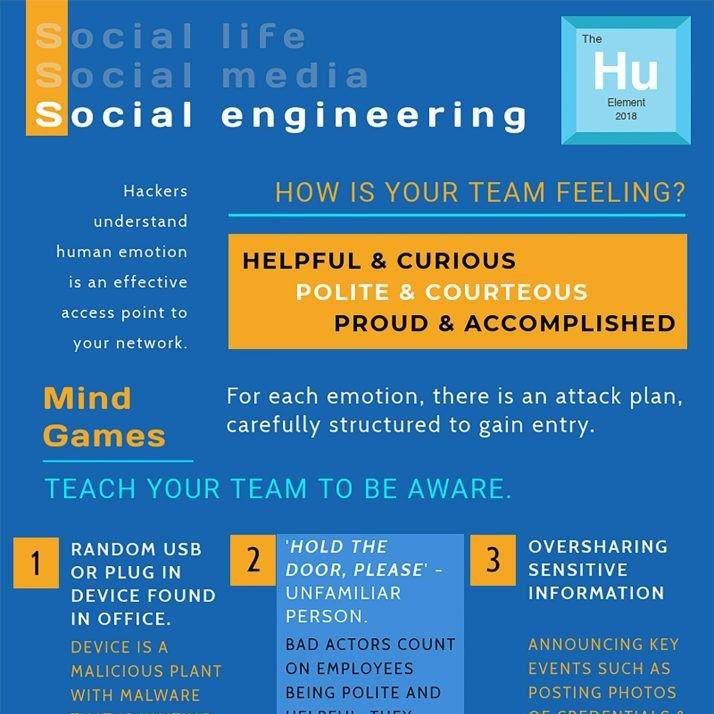 Social life
Social media
Social engineering
The
Hu
Element
2018
Hackers
understand
human emotion
is an effective
access point to
your network.
HOW IS YOUR TEAM FEELING?
HELPFUL & CURIOUS
POLITE & COURTEOUS
PROUD & ACCOMPLISHED
Mind
Games
For each emotion, there is an attack plan,
carefully structured to gain entry.
TEACH YOUR TEAM TO BE AWARE.
1
RANDOM USB
OR PLUG IN
DEVICE FOUND
IN OFFICE.
DEVICE IS A
MALICIOUS PLANT
WITH MALWARE
2
'HOLD THE
DOOR, PLEASE' -
UNFAMILIAR
PERSON.
BAD ACTORS COUNT
ON EMPLOYEES
BEING POLITE AND
3
OVERSHARING
SENSITIVE
INFORMATION
ANNOUNCING KEY
EVENTS SUCH AS
POSTING PHOTOS